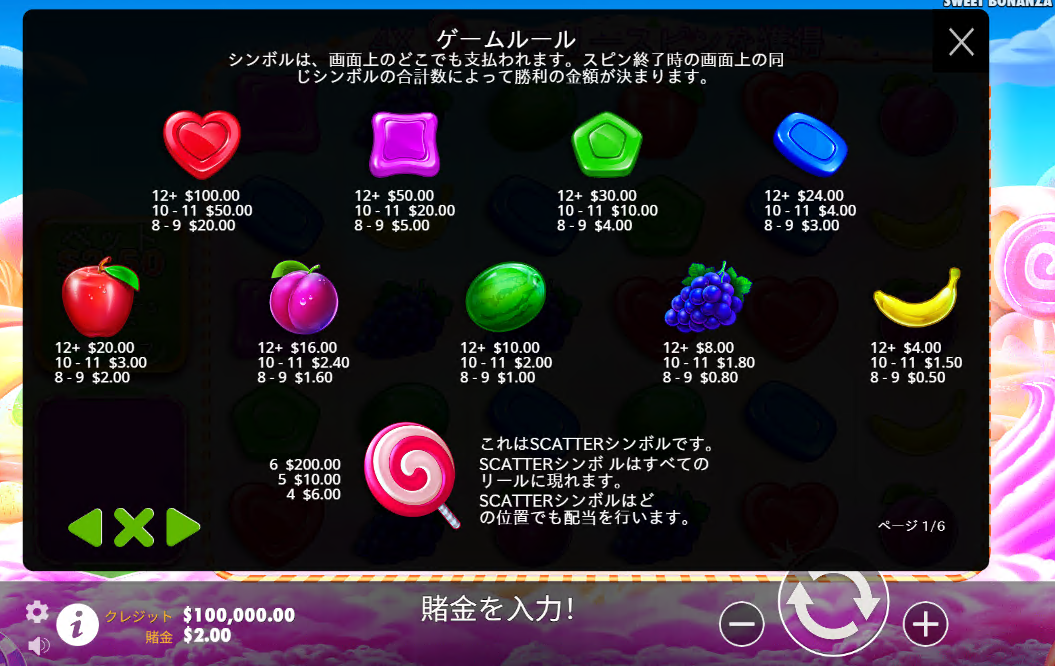 SWEET BONANZA
ゲームルール
シンボルは、画面上のどこでも支払われます。スピン終了時の画面上の同
じシンボルの合計数によって勝利の金額が決まります。
12+ $100.00
10 - 11 $50.00
8 - 9 $20.00
12+ $50.00
10 - 11 $20.00
8 - 9 $5.00
12+ $30.00
10 - 11 $10.00
8 - 9 $4.00
12+ $24.00
10 - 11 $4.00
8 - 9 $3.00
12+ $20.00
10 - 11 $3.00
8 - 9 $2.00
12+ $16.00
10 - 11 $2.40
8 - 9 $1.60
12+ $10.00
10 - 11 $2.00
8 - 9 $1.00
12+ $8.00
10 - 11 $1.80
8 - 9 $0.80
12+ $4.00
10 - 11 $1.50
8 - 9 $0.50
6 $200.00
5 $10.00
4 $6.00
これはSCATTERシンボルです。
SCATTERシンボ ルはすべての
リールに現れます。
SCATTERシンボルはど
の位置でも配当を行います。
ページ 1/6
クレジット $100,000.00
賭金 $2.00
賭金を入力!